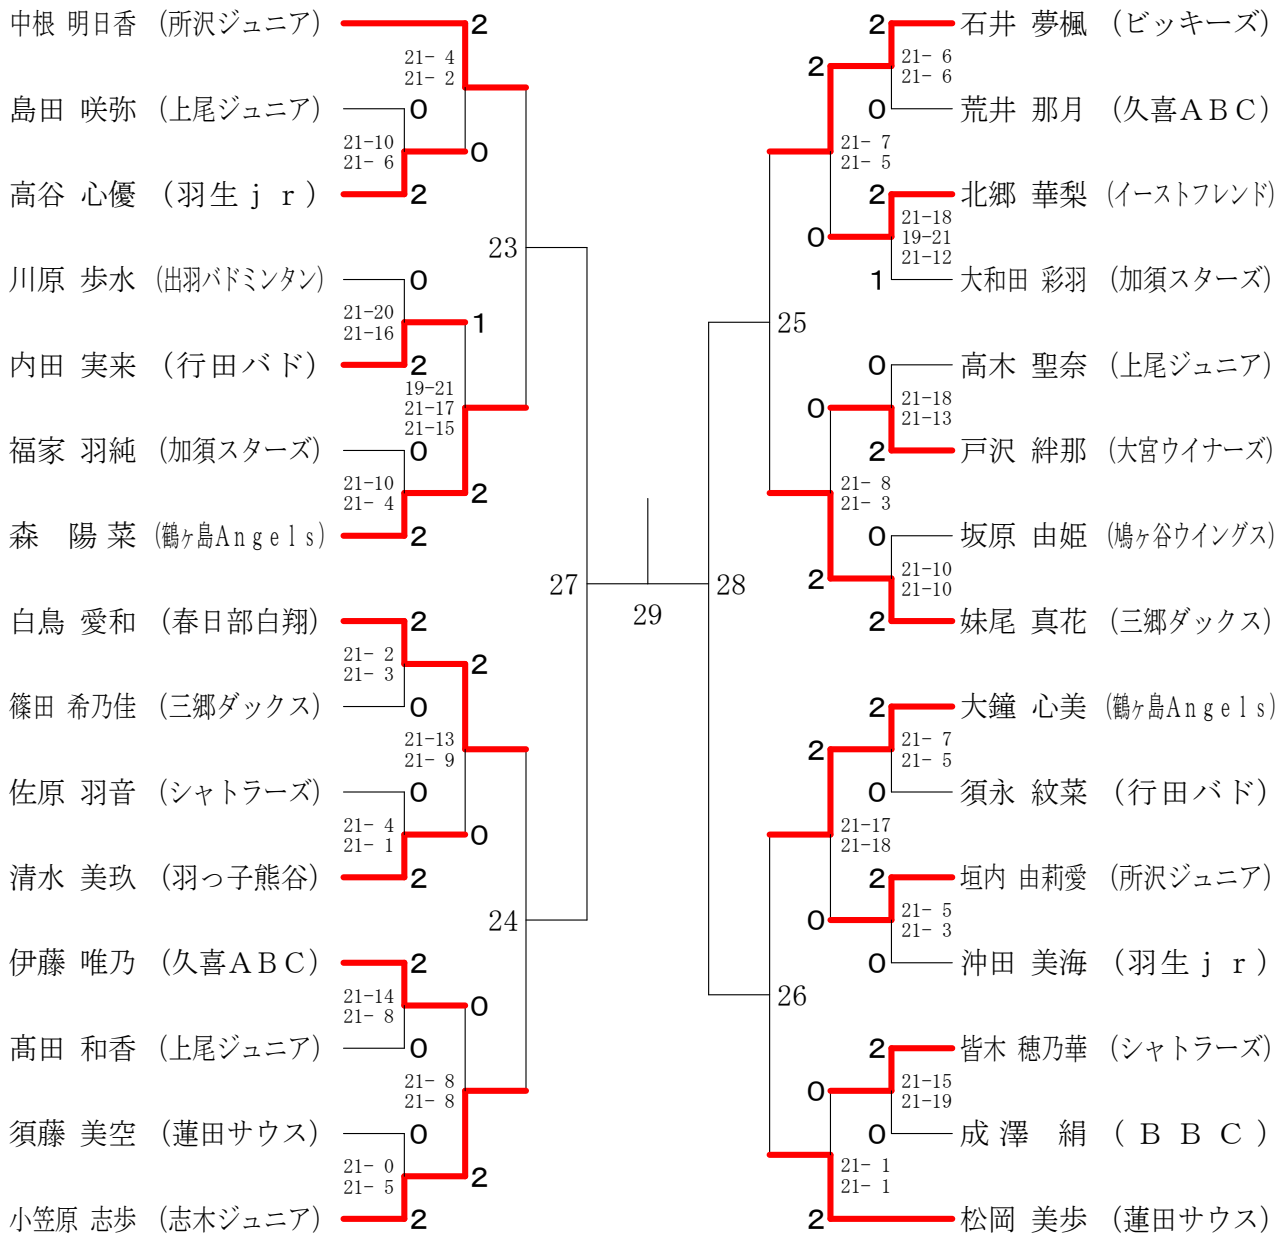 中根 明日香 (所沢ジュニア) 2
21- 4
21- 2
島田 咲弥 (上尾ジュニア) 0
21-10
21- 6
0
高谷 心優 (羽生ｊｒ) 2
23
川原 歩水 (出羽バドミンタン) 0
21-20
21-16
1
内田 実来 (行田バド) 2
19-21
21-17
21-15
福家 羽純 (加須スターズ) 0
21-10
21- 4
2
森 陽菜 (鶴ヶ島Angels) 2
27
白鳥 愛和 (春日部白翔) 2
21- 2
21- 3
2
篠田 希乃佳 (三郷ダックス) 0
21-13
21- 9
佐原 羽音 (シャトラーズ) 0
21- 4
21- 1
0
清水 美玖 (羽っ子熊谷) 2
24
伊藤 唯乃 (久喜ＡＢＣ) 2
21-14
21- 8
0
髙田 和香 (上尾ジュニア) 0
21- 8
21- 8
須藤 美空 (蓮田サウス) 0
21- 0
21- 5
2
小笠原 志歩 (志木ジュニア) 2
29
2 石井 夢楓 (ビッキーズ)
2
21- 6
21- 6
0 荒井 那月 (久喜ＡＢＣ)
21- 7
21- 5
2 北郷 華梨 (イーストフレンド)
0
21-18
19-21
21-12
1 大和田 彩羽 (加須スターズ)
25
0 高木 聖奈 (上尾ジュニア)
0
21-18
21-13
2 戸沢 絆那 (大宮ウイナーズ)
21- 8
21- 3
0 坂原 由姫 (鳩ヶ谷ウイングス)
2
21-10
21-10
2 妹尾 真花 (三郷ダックス)
28
2 大鐘 心美 (鶴ヶ島Angels)
2
21- 7
21- 5
0 須永 紋菜 (行田バド)
21-17
21-18
2 垣内 由莉愛 (所沢ジュニア)
0
21- 5
21- 3
0 沖田 美海 (羽生ｊｒ)
26
2 皆木 穂乃華 (シャトラーズ)
0
21-15
21-19
0 成澤 絹 (ＢＢＣ)
21- 1
21- 1
2 松岡 美歩 (蓮田サウス)